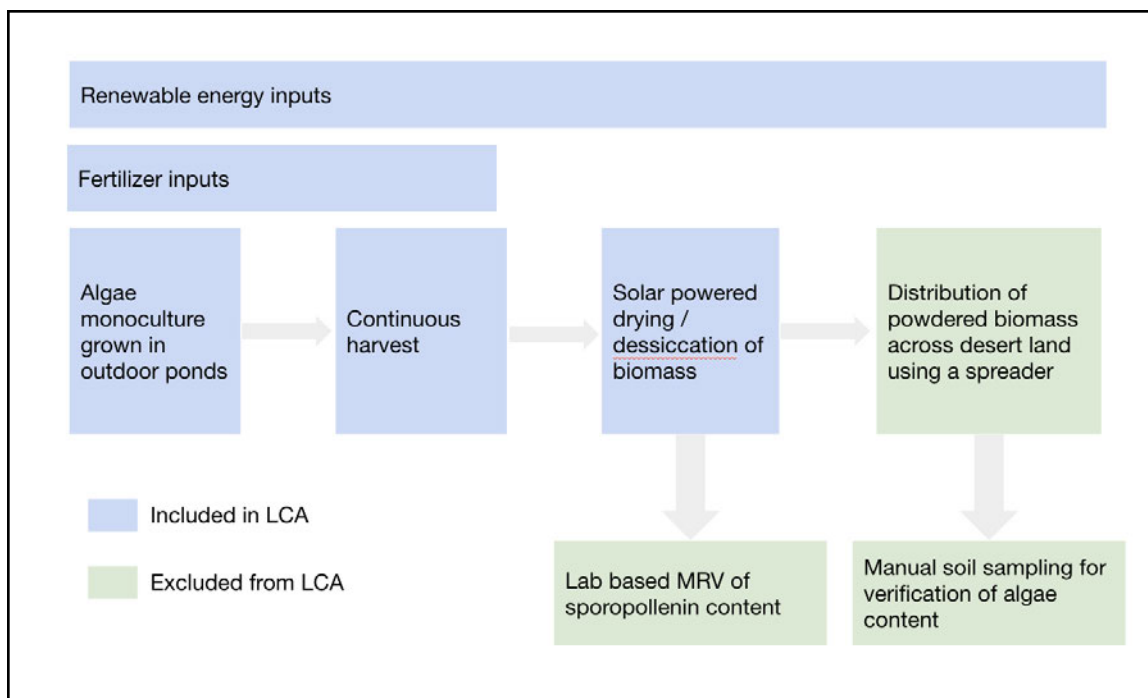 Renewable energy inputs
Fertilizer inputs
Algae
monoculture
grown in
outdoor ponds
Continuous
harvest
Solar powered
drying /
dessiccation of
biomass
Distribution of
powdered biomass
across desert land
using a spreader
Included in LCA
Excluded from LCA
Lab based MRV of
sporopollenin content
Manual soil sampling for
verification of algae
content